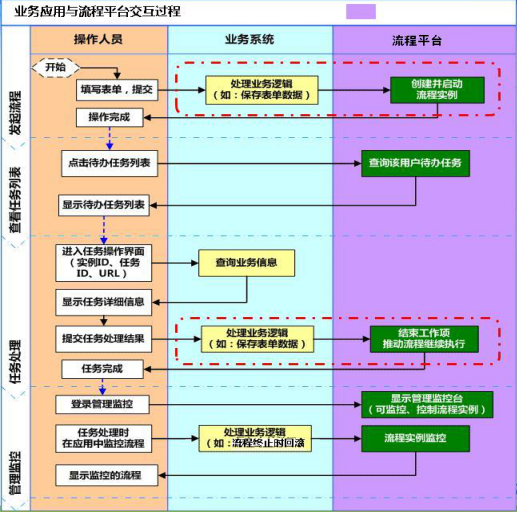 业务应用与流程平台交互过程
操作人员
业务系统
流程平台
发起流程
开始
填写表单，提交
处理业务逻辑
（如：保存表单数据）
创建并启动
流程实例
操作完成
查看任务列表
点击待办任务列表
查询该用户待办任务
显示待办任务列表
任务处理
进入任务操作界面
（实例ID、任务
ID、URL）
查询业务信息
显示任务详细信息
提交任务处理结果
处理业务逻辑
（如：保存表单数据）
结束工作项
推动流程继续执行
任务完成
管理监控
登录管理监控
显示管理监控台
（可监控、控制流程实例）
任务处理时
在应用中监控流程
处理业务逻辑
（如：流程终止时回滚
流程实例监控
显示监控的流程